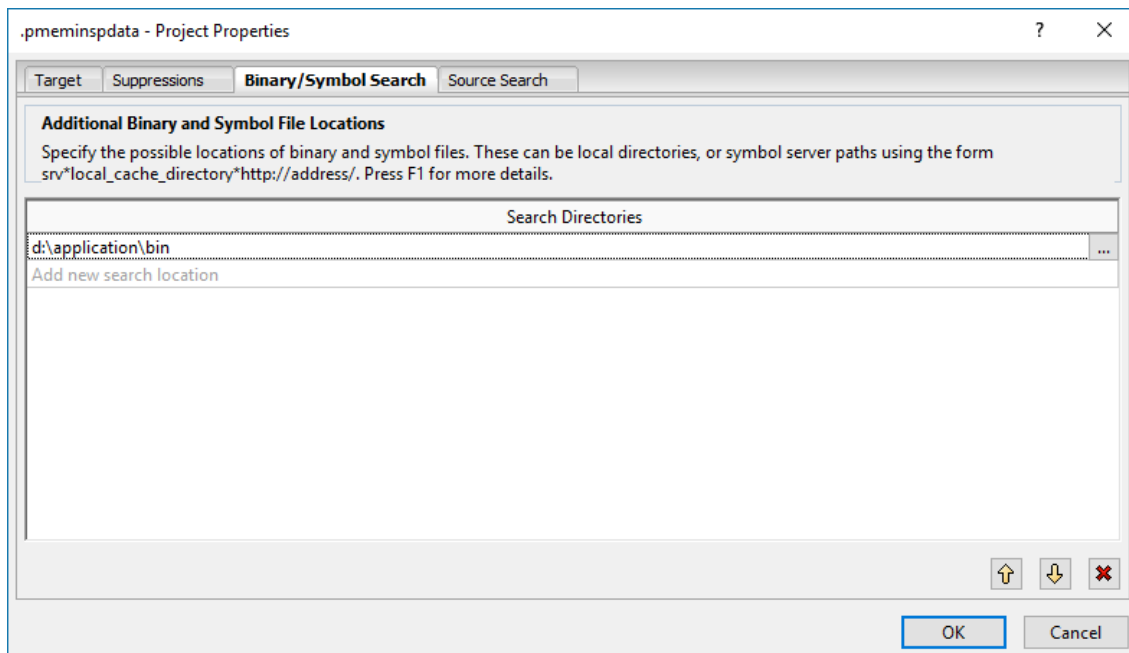 .pmeminspdata - Project Properties
? X
Target Suppressions Binary/Symbol Search Source Search
Additional Binary and Symbol File Locations
Specify the possible locations of binary and symbol files. These can be local directories, or symbol server paths using the form
srv*local_cache_directory*http://address/. Press F1 for more details.
Search Directories
d:\application\bin ...
Add new search location
OK Cancel